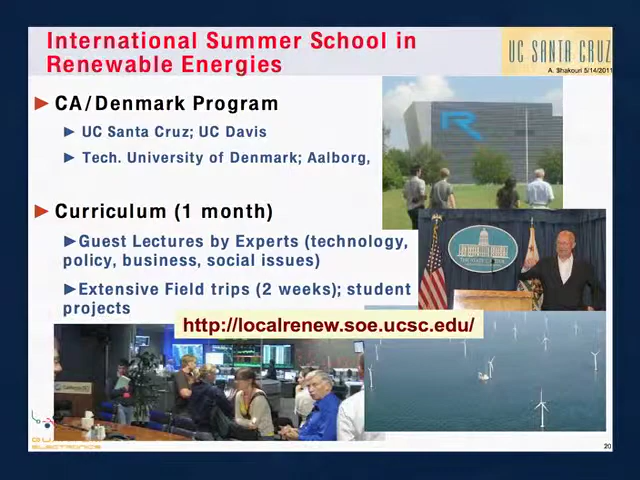 International Summer School in
Renewable Energies
UC SANTA CRUZ
A. Shakouri 5/14/2011
CA/Denmark Program
UC Santa Cruz; UC Davis
Tech. University of Denmark; Aalborg,
Curriculum (1 month)
Guest Lectures by Experts (technology,
policy, business, social issues)
Extensive Field trips (2 weeks); student
projects
http://localrenew.soe.ucsc.edu/
ELECTRONICS
20